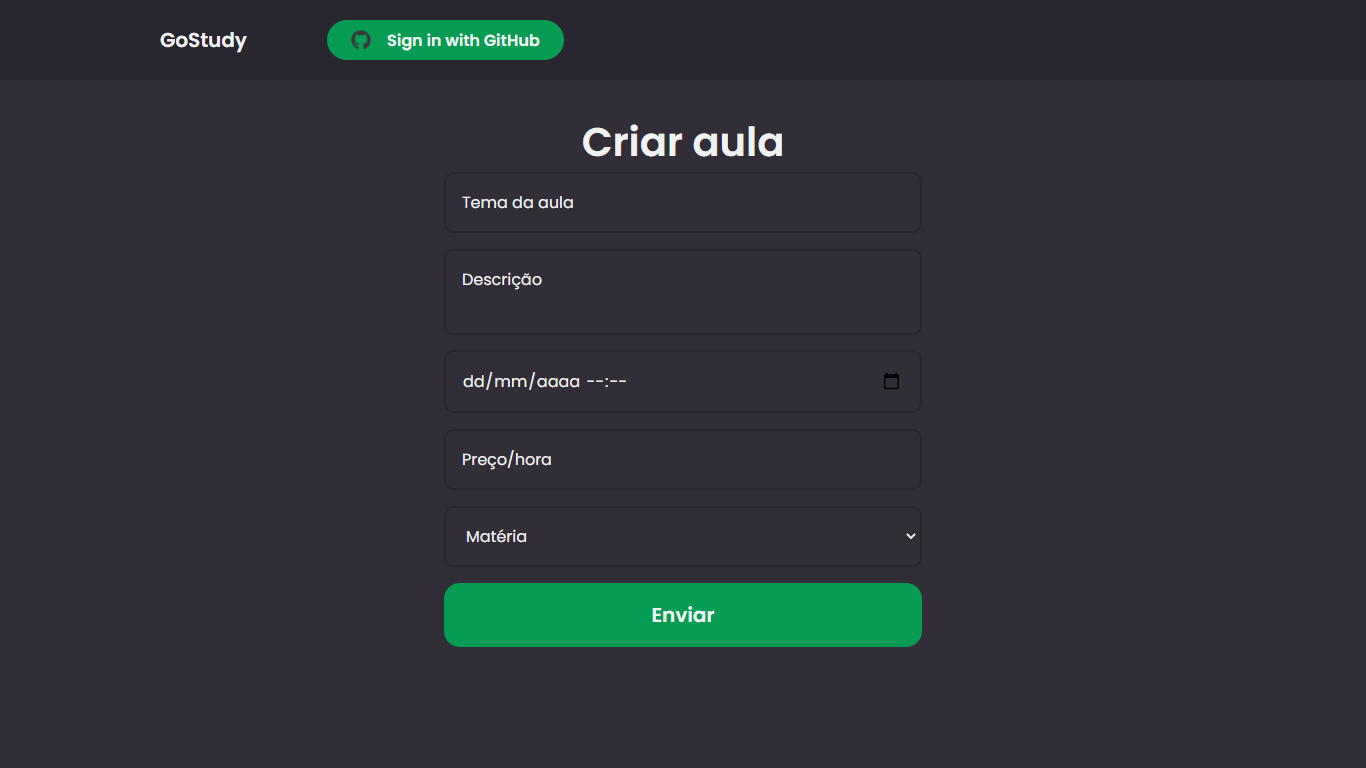 GoStudy
Sign in with GitHub
Criar aula
Tema da aula
Descrição
dd/mm/aaaa --:--
Preço/hora
Matéria
Enviar